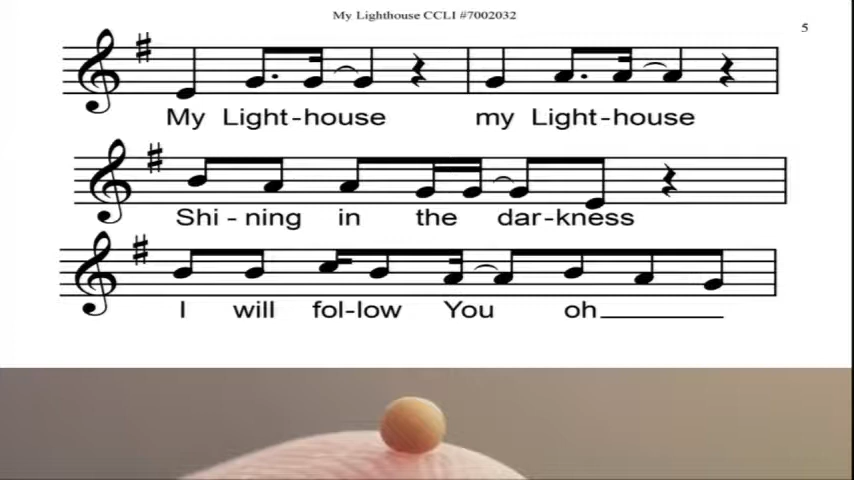 My Lighthouse CCLI #7002032
5
My Light-house my Light-house
Shi-ning in the dar-kness
I will fol-low You oh______